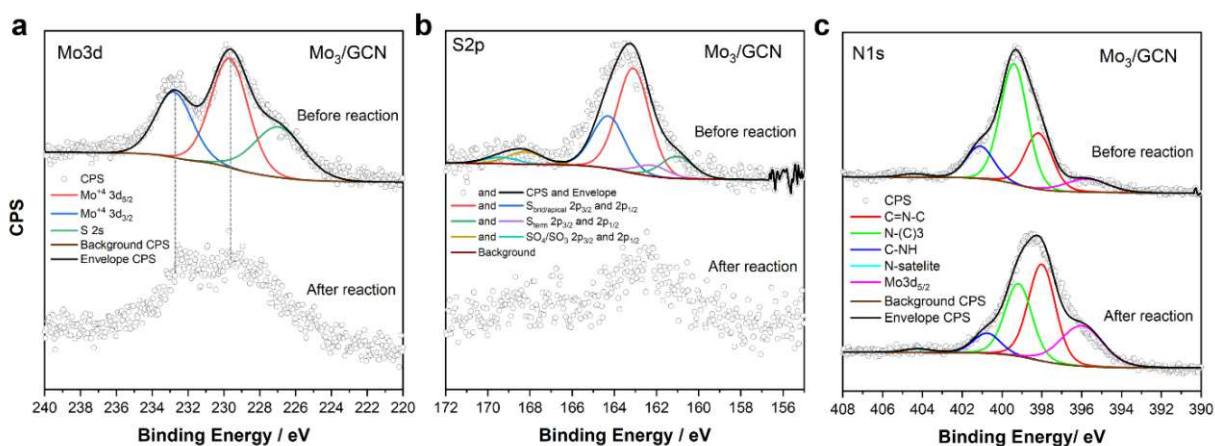 a
Mo3d
Mo₃/GCN
Before reaction
CPS
Mo⁺⁴ 3d₅/₂
Mo⁺⁴ 3d₃/₂
S 2s
Background CPS
Envelope CPS
After reaction
CPS
240 238 236 234 232 230 228 226 224 222 220
Binding Energy / eV
b
S2p
Mo₃/GCN
Before reaction
and CPS and Envelope
and S_brid/apical 2p₃/₂ and 2p₁/₂
and S_term 2p₃/₂ and 2p₁/₂
and SO₄/SO₃ 2p₃/₂ and 2p₁/₂
Background
After reaction
172 170 168 166 164 162 160 158 156
Binding Energy / eV
c
N1s
Mo₃/GCN
Before reaction
CPS
C=N-C
N-(C)3
C-NH
N-satelite
Mo3d₅/₂
Background CPS
Envelope CPS
After reaction
408 406 404 402 400 398 396 394 392 390
Binding Energy/ eV